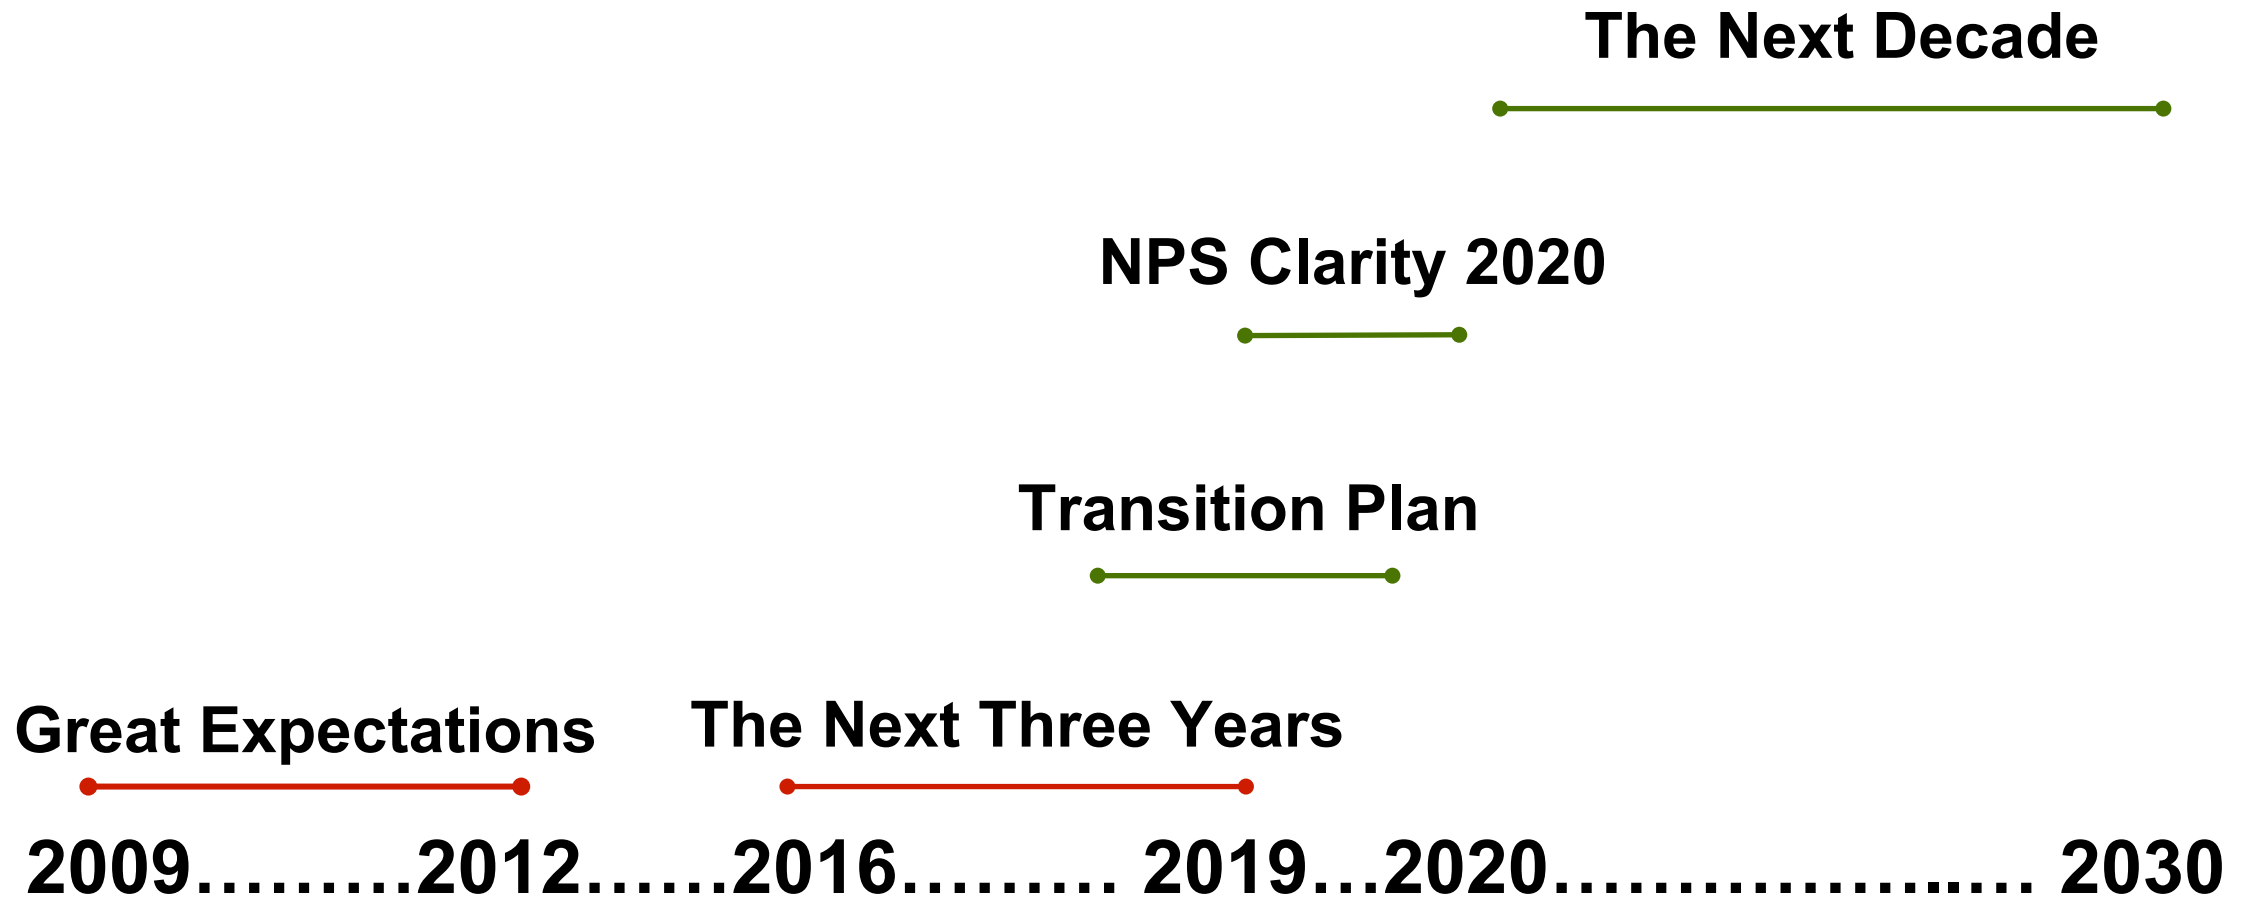 The Next Decade
NPS Clarity 2020
Transition Plan
Great Expectations
The Next Three Years
2009………2012……2016……… 2019…2020……………..… 2030